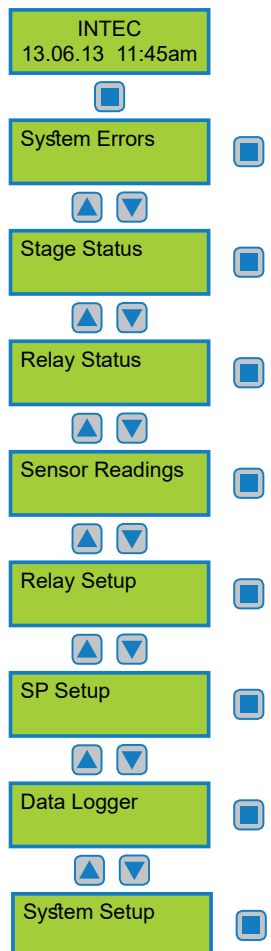 INTEC
13.06.13 11:45am
System Errors
Stage Status
Relay Status
Sensor Readings
Relay Setup
SP Setup
Data Logger
System Setup